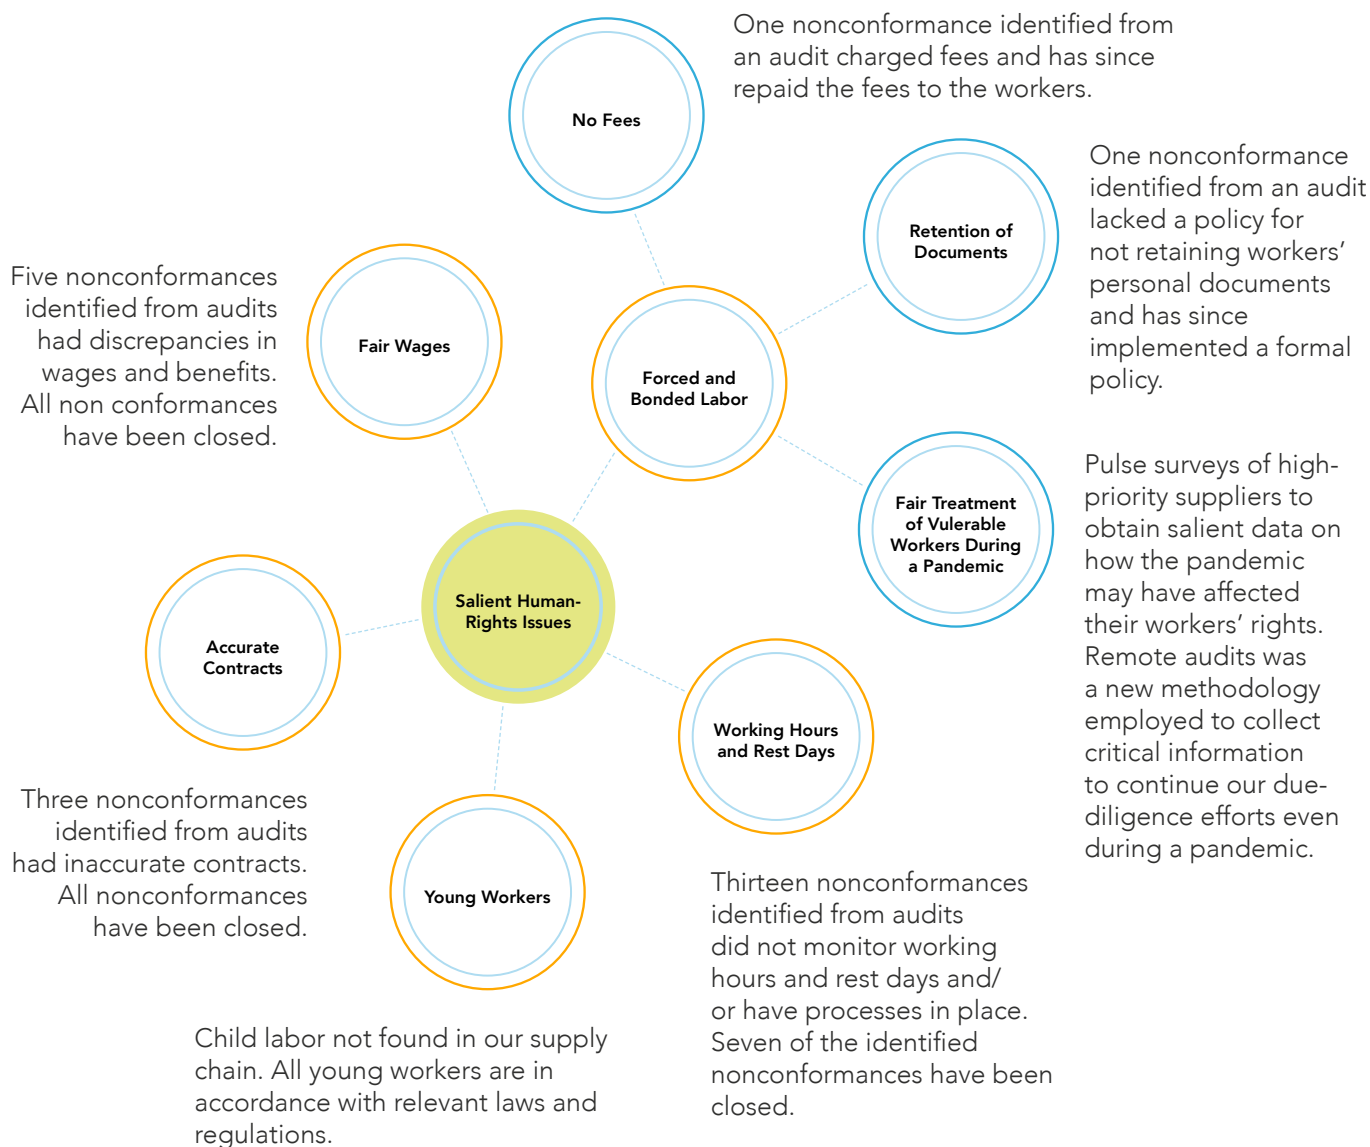 One nonconformance identified from
an audit charged fees and has since
repaid the fees to the workers.
No Fees
One nonconformance
identified from an audit
lacked a policy for
not retaining workers’
personal documents
and has since
implemented a formal
policy.
Retention of
Documents
Five nonconformances
identified from audits
had discrepancies in
wages and benefits.
All non conformances
have been closed.
Fair Wages
Forced and
Bonded Labor
Pulse surveys of high-
priority suppliers to
obtain salient data on
how the pandemic
may have affected
their workers’ rights.
Remote audits was
a new methodology
employed to collect
critical information
to continue our due-
diligence efforts even
during a pandemic.
Fair Treatment
of Vulerable
Workers During
a Pandemic
Salient Human-
Rights Issues
Accurate
Contracts
Working Hours
and Rest Days
Three nonconformances
identified from audits
had inaccurate contracts.
All nonconformances
have been closed.
Young Workers
Thirteen nonconformances
identified from audits
did not monitor working
hours and rest days and/
or have processes in place.
Seven of the identified
nonconformances have been
closed.
Child labor not found in our supply
chain. All young workers are in
accordance with relevant laws and
regulations.